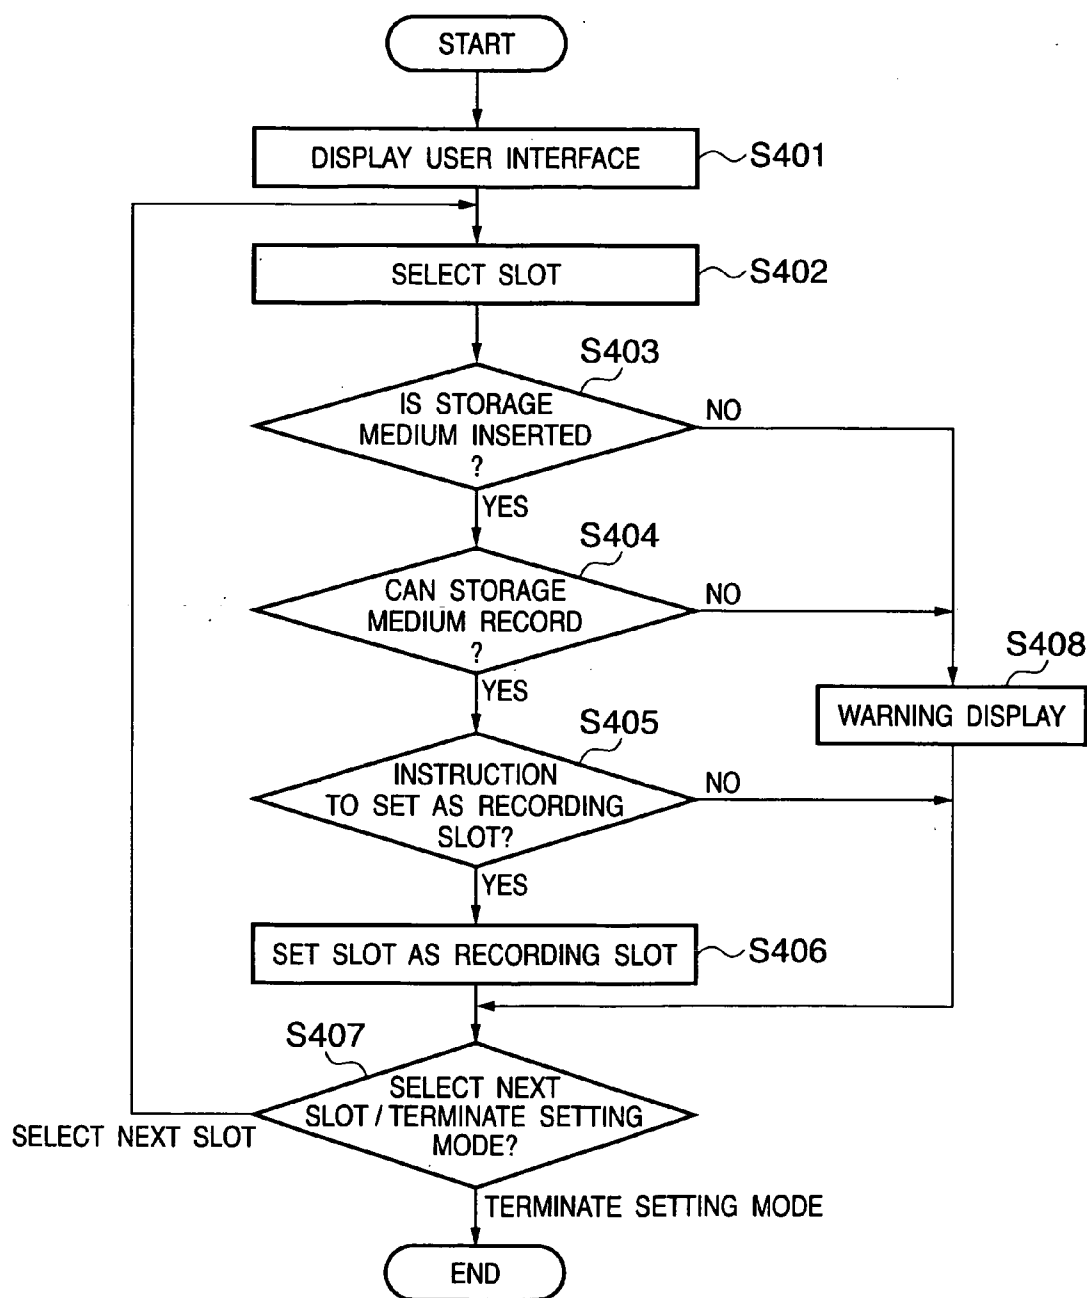 START
DISPLAY USER INTERFACE
S401
SELECT SLOT
S402
S403
IS STORAGE
MEDIUM INSERTED
?
NO
YES
S404
CAN STORAGE
MEDIUM RECORD
?
NO
YES
S408
WARNING DISPLAY
S405
INSTRUCTION
TO SET AS RECORDING
SLOT?
NO
YES
SET SLOT AS RECORDING SLOT
S406
S407
SELECT NEXT
SLOT / TERMINATE SETTING
MODE?
SELECT NEXT SLOT
TERMINATE SETTING MODE
END